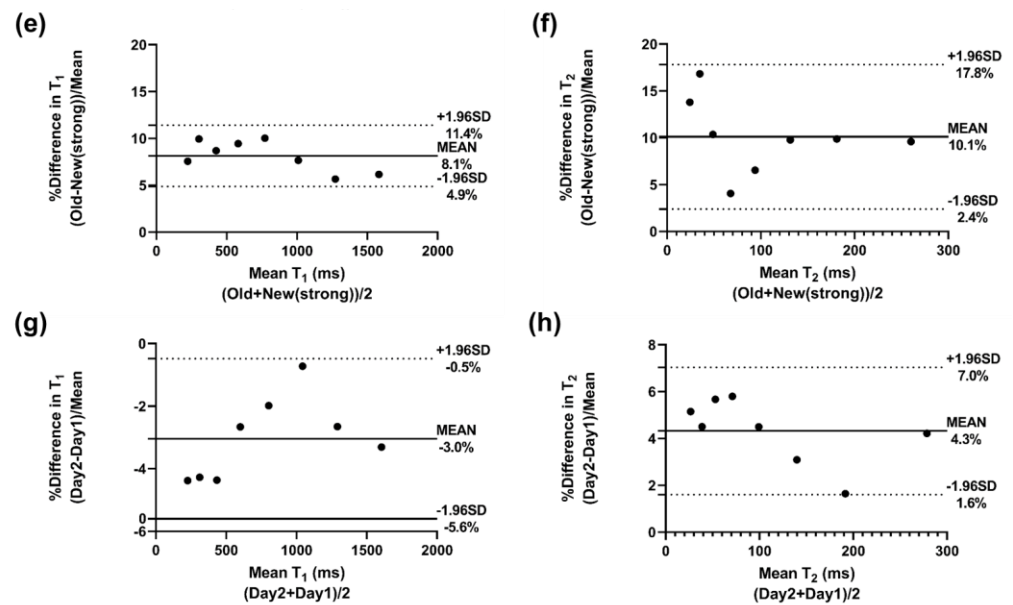 (e)
%Difference in T1
(Old-New(strong))/Mean
20
15
10
5
0
+1.96SD
11.4%
MEAN
8.1%
-1.96SD
4.9%
0 500 1000 1500 2000
Mean T1 (ms)
(Old+New(strong))/2
(f)
%Difference in T2
(Old-New(strong))/Mean
20
15
10
5
0
+1.96SD
17.8%
MEAN
10.1%
-1.96SD
2.4%
0 100 200 300
Mean T2 (ms)
(Old+New(strong))/2
(g)
%Difference in T1
(Day2-Day1)/Mean
0
-2
-4
0
-6
+1.96SD
-0.5%
MEAN
-3.0%
-1.96SD
-5.6%
0 500 1000 1500 2000
Mean T1 (ms)
(Day2+Day1)/2
(h)
%Difference in T2
(Day2-Day1)/Mean
8
6
4
2
0
+1.96SD
7.0%
MEAN
4.3%
-1.96SD
1.6%
0 100 200 300
Mean T2 (ms)
(Day2+Day1)/2